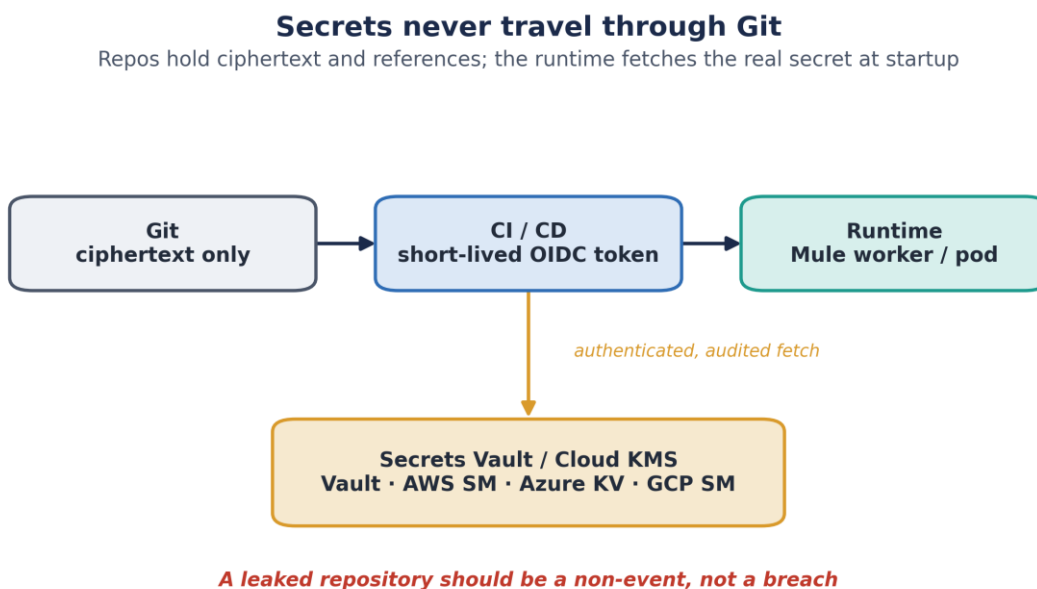 Secrets never travel through Git
Repos hold ciphertext and references; the runtime fetches the real secret at startup
Git
ciphertext only
CI / CD
short-lived OIDC token
Runtime
Mule worker / pod
authenticated, audited fetch
Secrets Vault / Cloud KMS
Vault · AWS SM · Azure KV · GCP SM
A leaked repository should be a non-event, not a breach